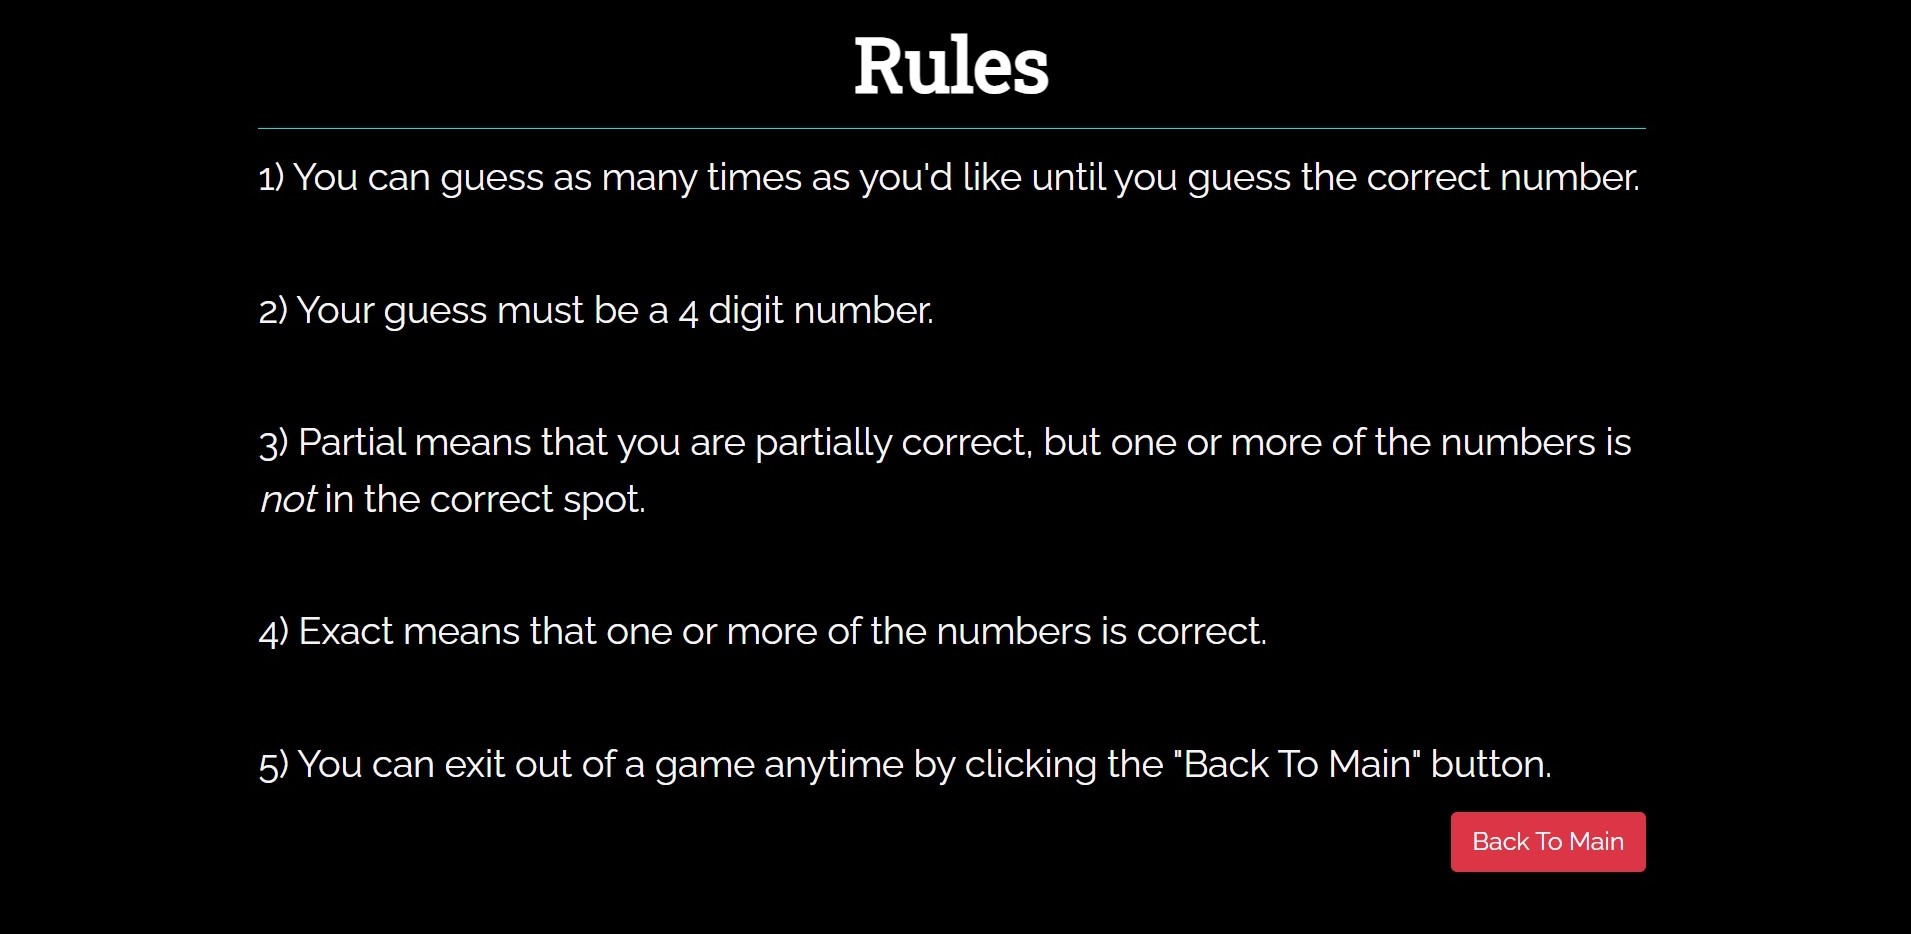 Rules
1) You can guess as many times as you'd like until you guess the correct number.
2) Your guess must be a 4 digit number.
3) Partial means that you are partially correct, but one or more of the numbers is
not in the correct spot.
4) Exact means that one or more of the numbers is correct.
5) You can exit out of a game anytime by clicking the "Back To Main" button.
Back To Main